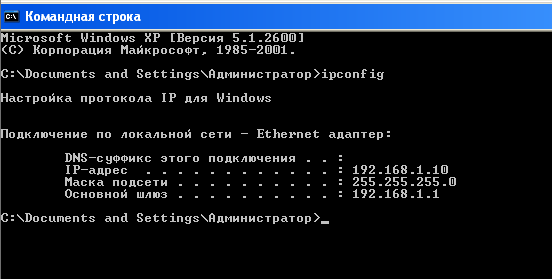 Командная строка
Microsoft Windows XP [Версия 5.1.2600]
(С) Корпорация Майкрософт, 1985-2001.
C:\Documents and Settings\Администратор>ipconfig
Настройка протокола IP для Windows
Подключение по локальной сети - Ethernet адаптер:
DNS-суффикс этого подключения . . :
IP-адрес . . . . . . . . . . . . : 192.168.1.10
Маска подсети . . . . . . . . . . : 255.255.255.0
Основной шлюз . . . . . . . . . . : 192.168.1.1
C:\Documents and Settings\Администратор>_